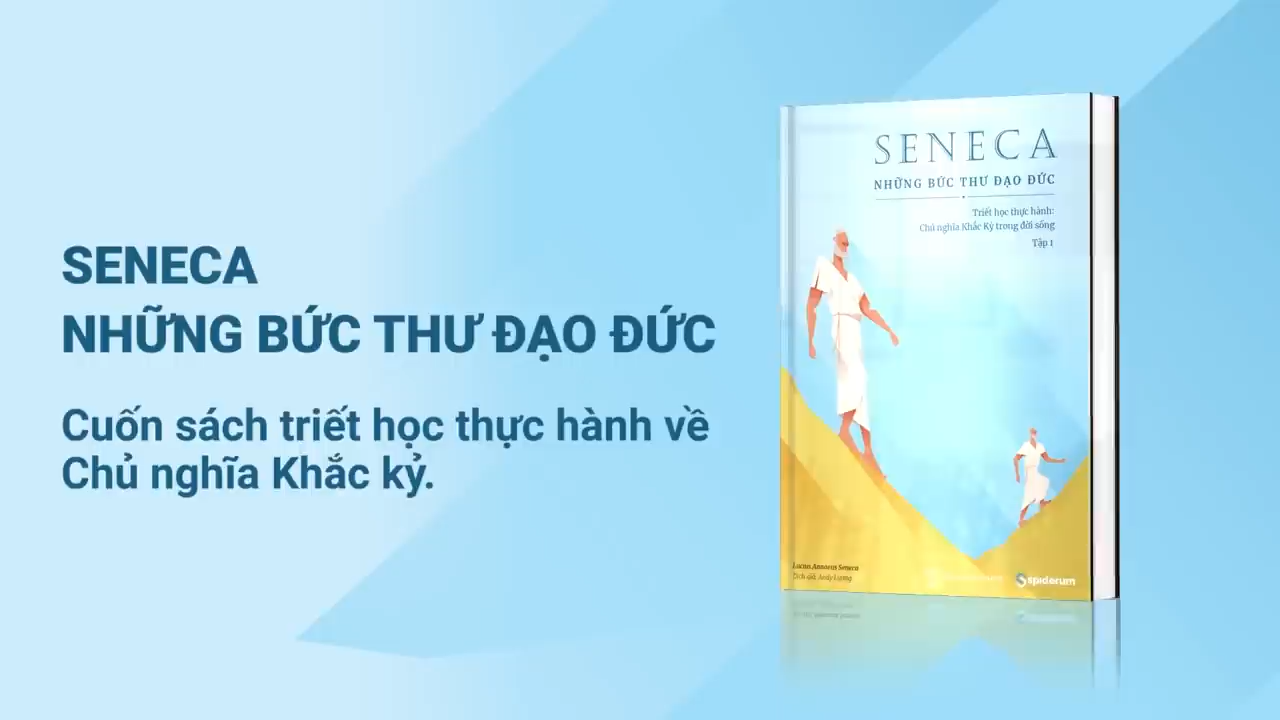 SENECA
NHỮNG BỨC THƯ ĐẠO ĐỨC
Cuốn sách triết học thực hành về
Chủ nghĩa Khắc kỷ.
SENECA
NHỮNG BỨC THƯ ĐẠO ĐỨC
Triết học thực hành:
Chủ nghĩa Khắc Kỷ trong đời sống
Tập 1
Lucius Annaeus Seneca
Dịch giả: Andy Lương
Spiderum